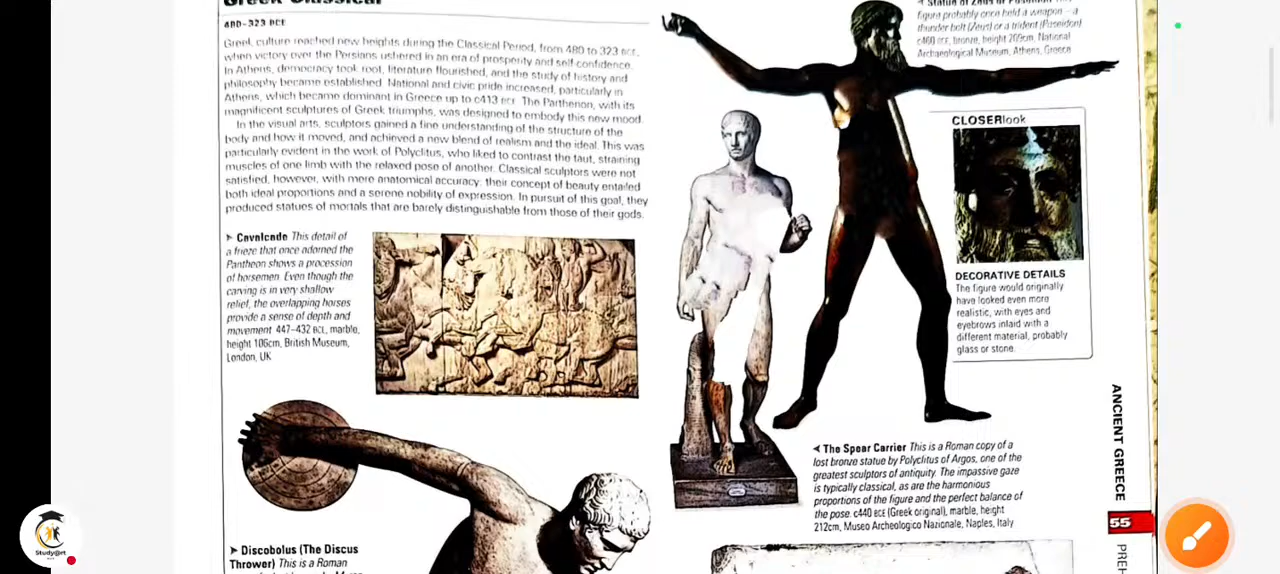 Greek Classical
480–323 BCE
Greek culture reached new heights during the Classical Period, from 480 to 323 BCE,
when victory over the Persians ushered in an era of prosperity and self-confidence.
In Athens, democracy took root, literature flourished, and the study of history and
philosophy became established. National and civic pride increased, particularly in
Athens, which became dominant in Greece up to c413 BCE. The Parthenon, with its
magnificent sculptures of Greek triumphs, was designed to embody this new mood.
In the visual arts, sculptors gained a fine understanding of the structure of the
body and how it moved, and achieved a new blend of realism and the ideal. This was
particularly evident in the work of Polyclitus, who liked to contrast the taut, straining
muscles of one limb with the relaxed pose of another. Classical sculptors were not
satisfied, however, with mere anatomical accuracy: their concept of beauty entailed
both ideal proportions and a serene nobility of expression. In pursuit of this goal, they
produced statues of mortals that are barely distinguishable from those of their gods.
➤ Cavalcade This detail of
a frieze that once adorned the
Pantheon shows a procession
of horsemen. Even though the
carving is in very shallow
relief, the overlapping horses
provide a sense of depth and
movement 447–432 BCE, marble,
height 106cm, British Museum,
London, UK
➤ Discobolus (The Discus
Thrower) This is a Roman
◄ Statue of Zeus or Poseidon This
figure probably once held a weapon – a
thunder bolt (Zeus) or a trident (Poseidon)
c460 BCE, bronze, height 209cm, National
Archaeological Museum, Athens, Greece
CLOSERlook
DECORATIVE DETAILS
The figure would originally
have looked even more
realistic, with eyes and
eyebrows inlaid with a
different material, probably
glass or stone.
◄ The Spear Carrier This is a Roman copy of a
lost bronze statue by Polyclitus of Argos, one of the
greatest sculptors of antiquity. The impassive gaze
is typically classical, as are the harmonious
proportions of the figure and the perfect balance of
the pose. c440 BCE (Greek original), marble, height
212cm, Museo Archeologico Nazionale, Naples, Italy
ANCIENT GREECE
55
PREH
Study@rt